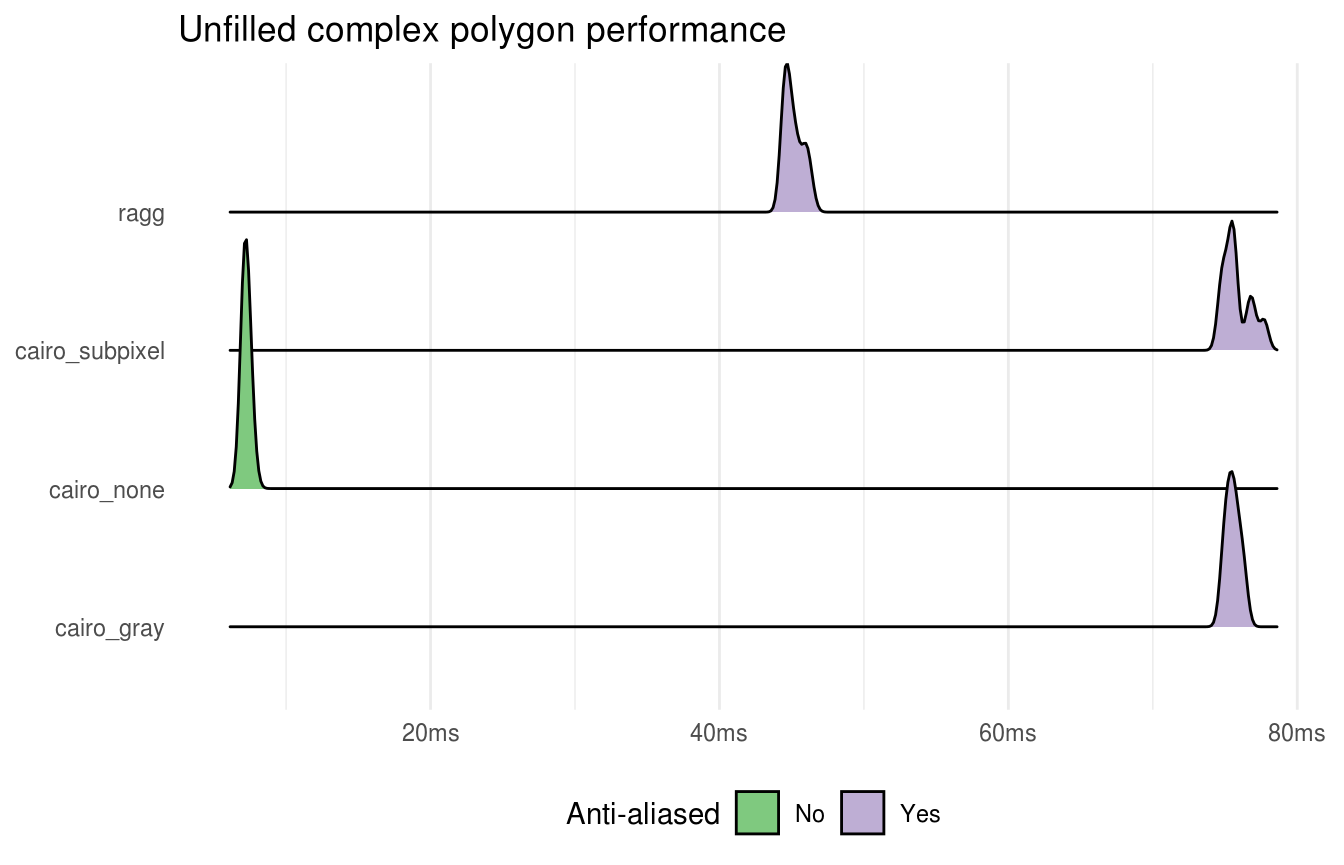 Unfilled complex polygon performance
ragg
cairo_subpixel
cairo_none
cairo_gray
20ms 40ms 60ms 80ms
Anti-aliased No Yes